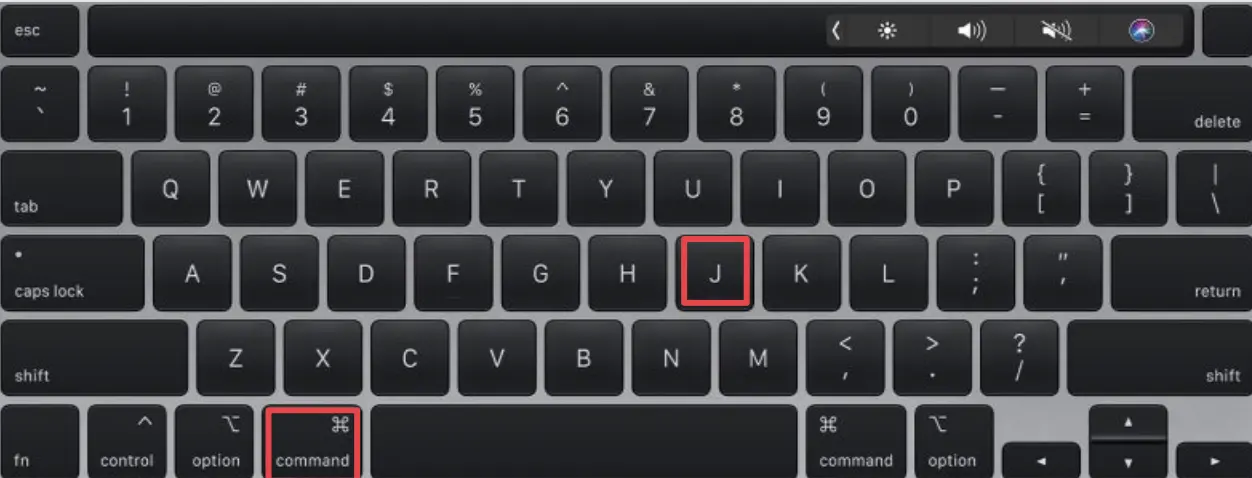 esc
~ ! @ # $ % ^ & * ( ) — +
` 1 2 3 4 5 6 7 8 9 0 - = delete
tab Q W E R T Y U I O P { [ } ] | \
caps lock A S D F G H J K L : ; " ' return
shift Z X C V B N M < , > . ? / shift
fn ^ control ⌥ option ⌘ command ⌘ command ⌥ option ◄ ▲ ▼ ►